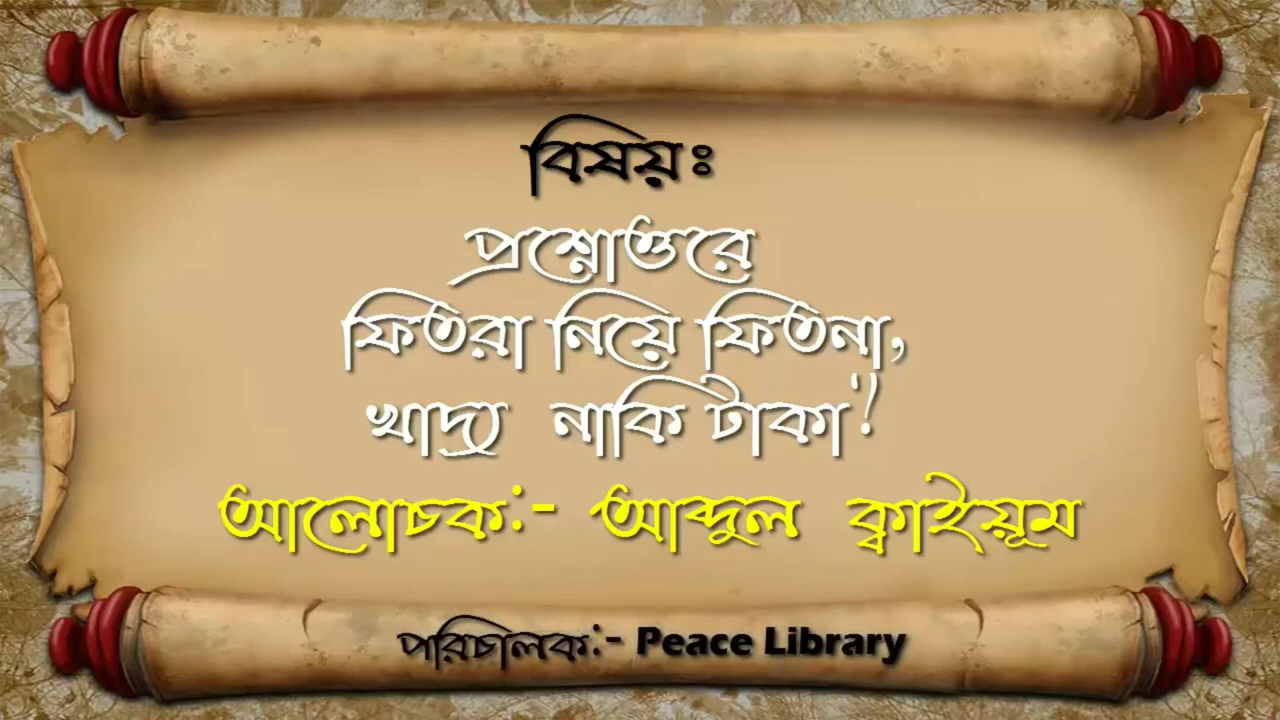 বিষয়ঃ
প্রশ্নোত্তরে
ফিতরা নিয়ে ফিতনা,
খাদ্য নাকি টাকা?
আলোচক:- আব্দুল ক্বাইয়ূম
পরিচালক:- Peace Library